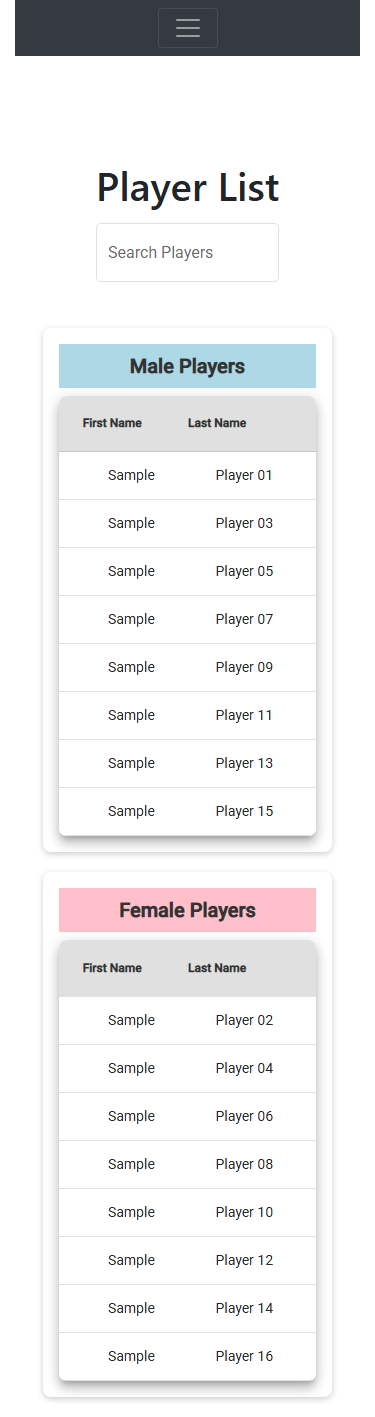 Player List
Search Players
Male Players
First Name Last Name
Sample Player 01
Sample Player 03
Sample Player 05
Sample Player 07
Sample Player 09
Sample Player 11
Sample Player 13
Sample Player 15
Female Players
First Name Last Name
Sample Player 02
Sample Player 04
Sample Player 06
Sample Player 08
Sample Player 10
Sample Player 12
Sample Player 14
Sample Player 16